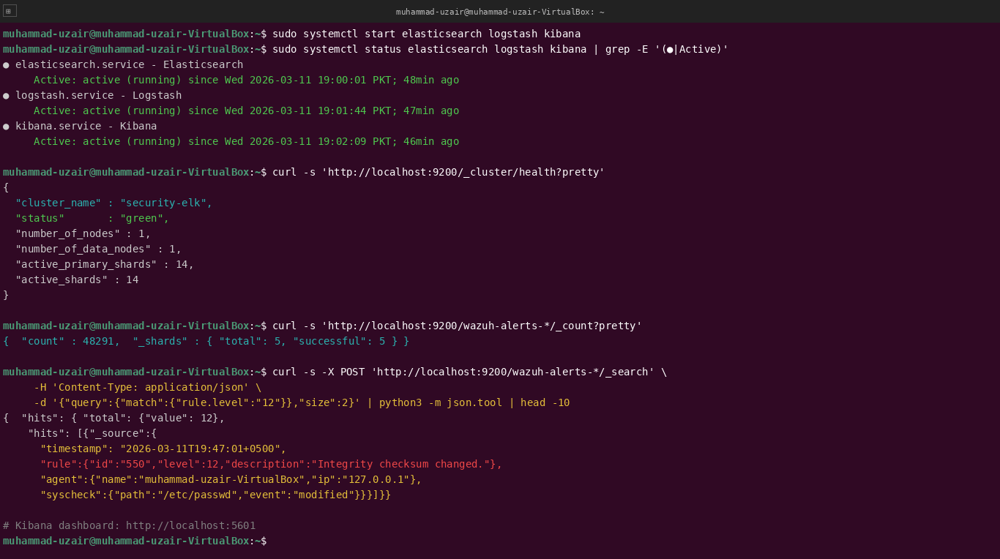 muhammad-uzair@muhammad-uzair-VirtualBox: ~
muhammad-uzair@muhammad-uzair-VirtualBox:~$ sudo systemctl start elasticsearch logstash kibana
muhammad-uzair@muhammad-uzair-VirtualBox:~$ sudo systemctl status elasticsearch logstash kibana | grep -E '(●|Active)'
● elasticsearch.service - Elasticsearch
     Active: active (running) since Wed 2026-03-11 19:00:01 PKT; 48min ago
● logstash.service - Logstash
     Active: active (running) since Wed 2026-03-11 19:01:44 PKT; 47min ago
● kibana.service - Kibana
     Active: active (running) since Wed 2026-03-11 19:02:09 PKT; 46min ago
muhammad-uzair@muhammad-uzair-VirtualBox:~$ curl -s 'http://localhost:9200/_cluster/health?pretty'
{
  "cluster_name" : "security-elk",
  "status"       : "green",
  "number_of_nodes" : 1,
  "number_of_data_nodes" : 1,
  "active_primary_shards" : 14,
  "active_shards" : 14
}
muhammad-uzair@muhammad-uzair-VirtualBox:~$ curl -s 'http://localhost:9200/wazuh-alerts-*/_count?pretty'
{  "count" : 48291,  "_shards" : { "total": 5, "successful": 5 } }
muhammad-uzair@muhammad-uzair-VirtualBox:~$ curl -s -X POST 'http://localhost:9200/wazuh-alerts-*/_search' \
     -H 'Content-Type: application/json' \
     -d '{"query":{"match":{"rule.level":"12"}},"size":2}' | python3 -m json.tool | head -10
{  "hits": { "total": {"value": 12},
    "hits": [{"_source":{
      "timestamp": "2026-03-11T19:47:01+0500",
      "rule":{"id":"550","level":12,"description":"Integrity checksum changed."},
      "agent":{"name":"muhammad-uzair-VirtualBox","ip":"127.0.0.1"},
      "syscheck":{"path":"/etc/passwd","event":"modified"}}}]}}
# Kibana dashboard: http://localhost:5601
muhammad-uzair@muhammad-uzair-VirtualBox:~$